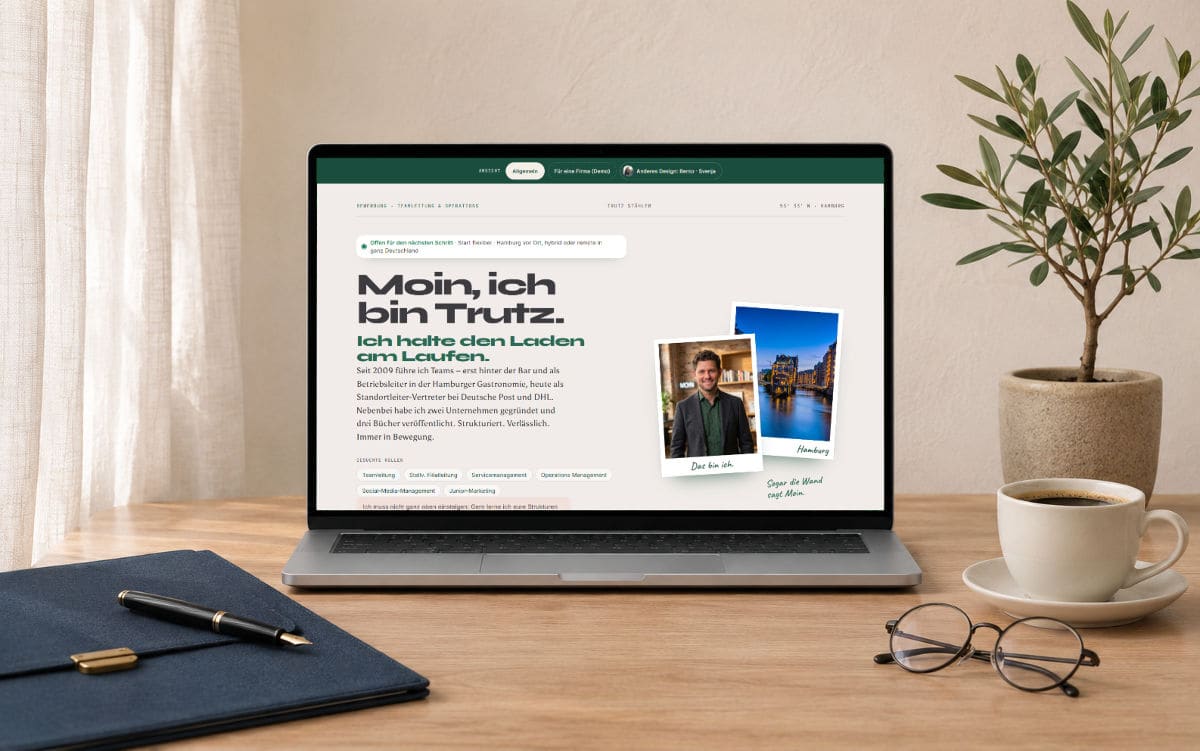 ANSICHT
Allgemein
Für eine Firma (Demo)
Anderes Design: Berno · Svenja
BEWERBUNG · TEAMLEITUNG & OPERATIONS
TRUTZ STÄHLER
53° 33' N · HAMBURG
Offen für den nächsten Schritt · Start flexibel · Hamburg vor Ort, hybrid oder remote in
ganz Deutschland
Moin, ich
bin Trutz.
Ich halte den Laden
am Laufen.
Seit 2009 führe ich Teams – erst hinter der Bar und als
Betriebsleiter in der Hamburger Gastronomie, heute als
Standortleiter-Vertreter bei Deutsche Post und DHL.
Nebenbei habe ich zwei Unternehmen gegründet und
drei Bücher veröffentlicht. Strukturiert. Verlässlich.
Immer in Bewegung.
GESUCHTE ROLLEN
Teamleitung
Stellv. Filialleitung
Servicemanagement
Operations Management
Social-Media-Management
Junior-Marketing
Ich muss nicht ganz oben einsteigen. Gern lerne ich eure Strukturen
MOIN
Das bin ich.
Hamburg
Sogar die Wand
sagt Moin.